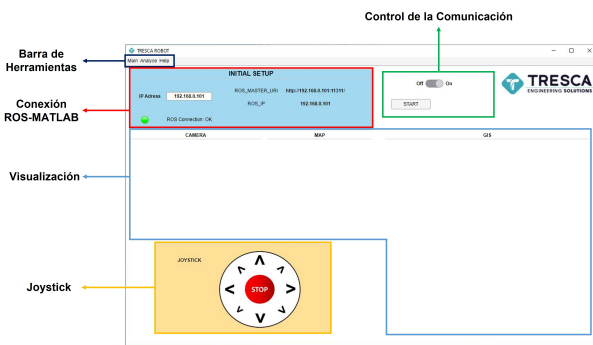 Control de la Comunicación
Barra de
Herramientas
Conexión
ROS-MATLAB
Visualización
Joystick
TRESCA ROBOT
Main Analyse Help
INITIAL SETUP
IP Adress 192.168.0.101
ROS_MASTER_URI http://192.168.0.101:11311/
ROS_IP 192.168.0.101
ROS Connection: OK
Off On
START
TRESCA
ENGINEERING SOLUTIONS
CAMERA MAP GIS
JOYSTICK
STOP